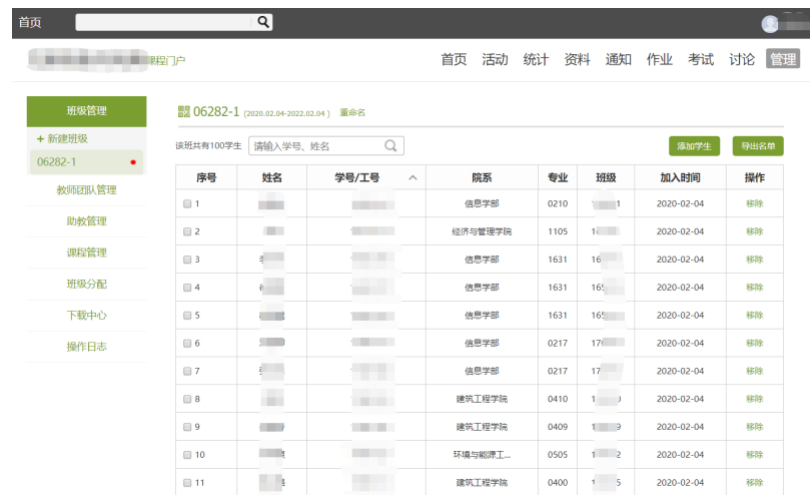 首页
课程门户
首页 活动 统计 资料 通知 作业 考试 讨论 管理
班级管理
+ 新建班级
06282-1
教师团队管理
助教管理
课程管理
班级分配
下载中心
操作日志
06282-1 (2020.02.04-2022.02.04 ) 重命名
该班共有100学生 请输入学号、姓名 添加学生 导出名单
序号 姓名 学号/工号 院系 专业 班级 加入时间 操作
1 信息学部 0210 2020-02-04 移除
2 经济与管理学院 1105 2020-02-04 移除
3 信息学部 1631 2020-02-04 移除
4 信息学部 1631 2020-02-04 移除
5 信息学部 1631 2020-02-04 移除
6 信息学部 0217 2020-02-04 移除
7 信息学部 0217 2020-02-04 移除
8 建筑工程学院 0410 2020-02-04 移除
9 建筑工程学院 0409 2020-02-04 移除
10 环境与能源工... 0505 2020-02-04 移除
11 建筑工程学院 0400 2020-02-04 移除